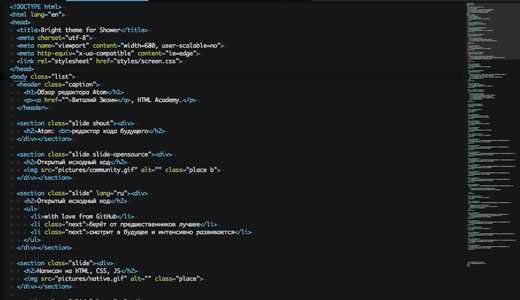 <!DOCTYPE html>
<html lang="en">
<head>
<title>Bright theme for Shower</title>
<meta charset="utf-8">
<meta name="viewport" content="width=680, user-scalable=no">
<meta http-equiv="x-ua-compatible" content="ie=edge">
<link rel="stylesheet" href="styles/screen.css">
</head>
<body class="list">
<header class="caption">
<h1>Обзор редактора Atom</h1>
<p><a href="">Виталий Зюзин</a>, HTML Academy.</p>
</header>
<section class="slide shout"><div>
<h2>Atom: <br>редактор кода будущего</h2>
</div></section>
<section class="slide slide-opensource"><div>
<h2>Открытый исходный код</h2>
<img src="pictures/community.gif" alt="" class="place b">
</div></section>
<section class="slide" lang="ru"><div>
<h2>Открытый исходный код</h2>
<ul>
<li>with love from GitHub</li>
<li class="next">берёт от предшественников лучшее</li>
<li class="next">смотрит в будущее и интенсивно развивается</li>
</ul>
</div></section>
<section class="slide"><div>
<h2>Написан на HTML, CSS, JS</h2>
<img src="pictures/native.gif" alt="" class="place">
</div></section>